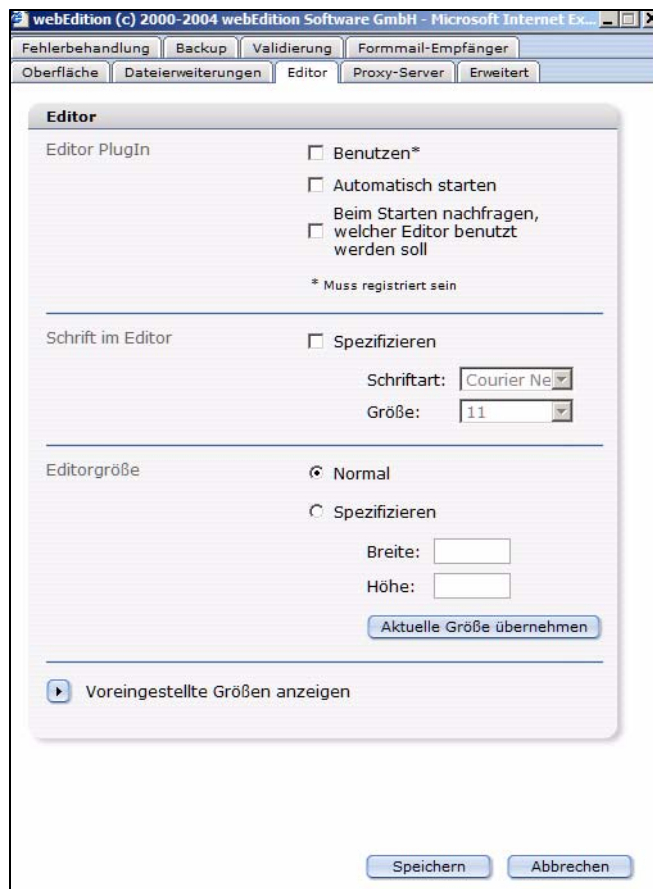 webEdition (c) 2000-2004 webEdition Software GmbH - Microsoft Internet Ex...
Fehlerbehandlung Backup Validierung Formmail-Empfänger
Oberfläche Dateierweiterungen Editor Proxy-Server Erweitert
Editor
Editor PlugIn
Benutzen*
Automatisch starten
Beim Starten nachfragen,
welcher Editor benutzt
werden soll
* Muss registriert sein
Schrift im Editor
Spezifizieren
Schriftart: Courier Ne
Größe: 11
Editorgröße
Normal
Spezifizieren
Breite:
Höhe:
Aktuelle Größe übernehmen
Voreingestellte Größen anzeigen
Speichern Abbrechen